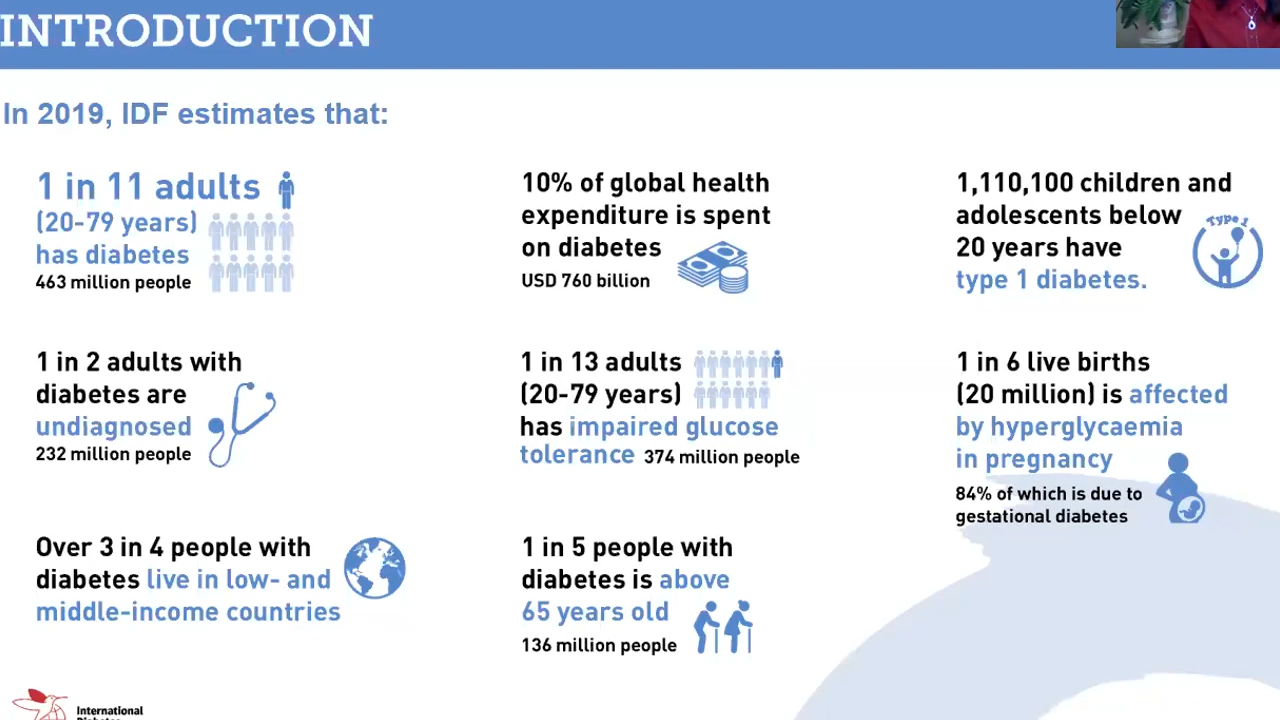 INTRODUCTION
In 2019, IDF estimates that:
1 in 11 adults
(20-79 years)
has diabetes
463 million people
10% of global health
expenditure is spent
on diabetes
USD 760 billion
1,110,100 children and
adolescents below
20 years have
type 1 diabetes.
Type 1
1 in 2 adults with
diabetes are
undiagnosed
232 million people
1 in 13 adults
(20-79 years)
has impaired glucose
tolerance 374 million people
1 in 6 live births
(20 million) is affected
by hyperglycaemia
in pregnancy
84% of which is due to
gestational diabetes
Over 3 in 4 people with
diabetes live in low- and
middle-income countries
1 in 5 people with
diabetes is above
65 years old
136 million people
International